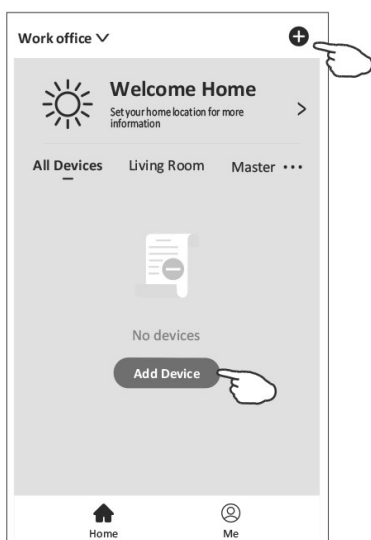 Work office
Welcome Home
Set your home location for more
information
All Devices Living Room Master
No devices
Add Device
Home Me